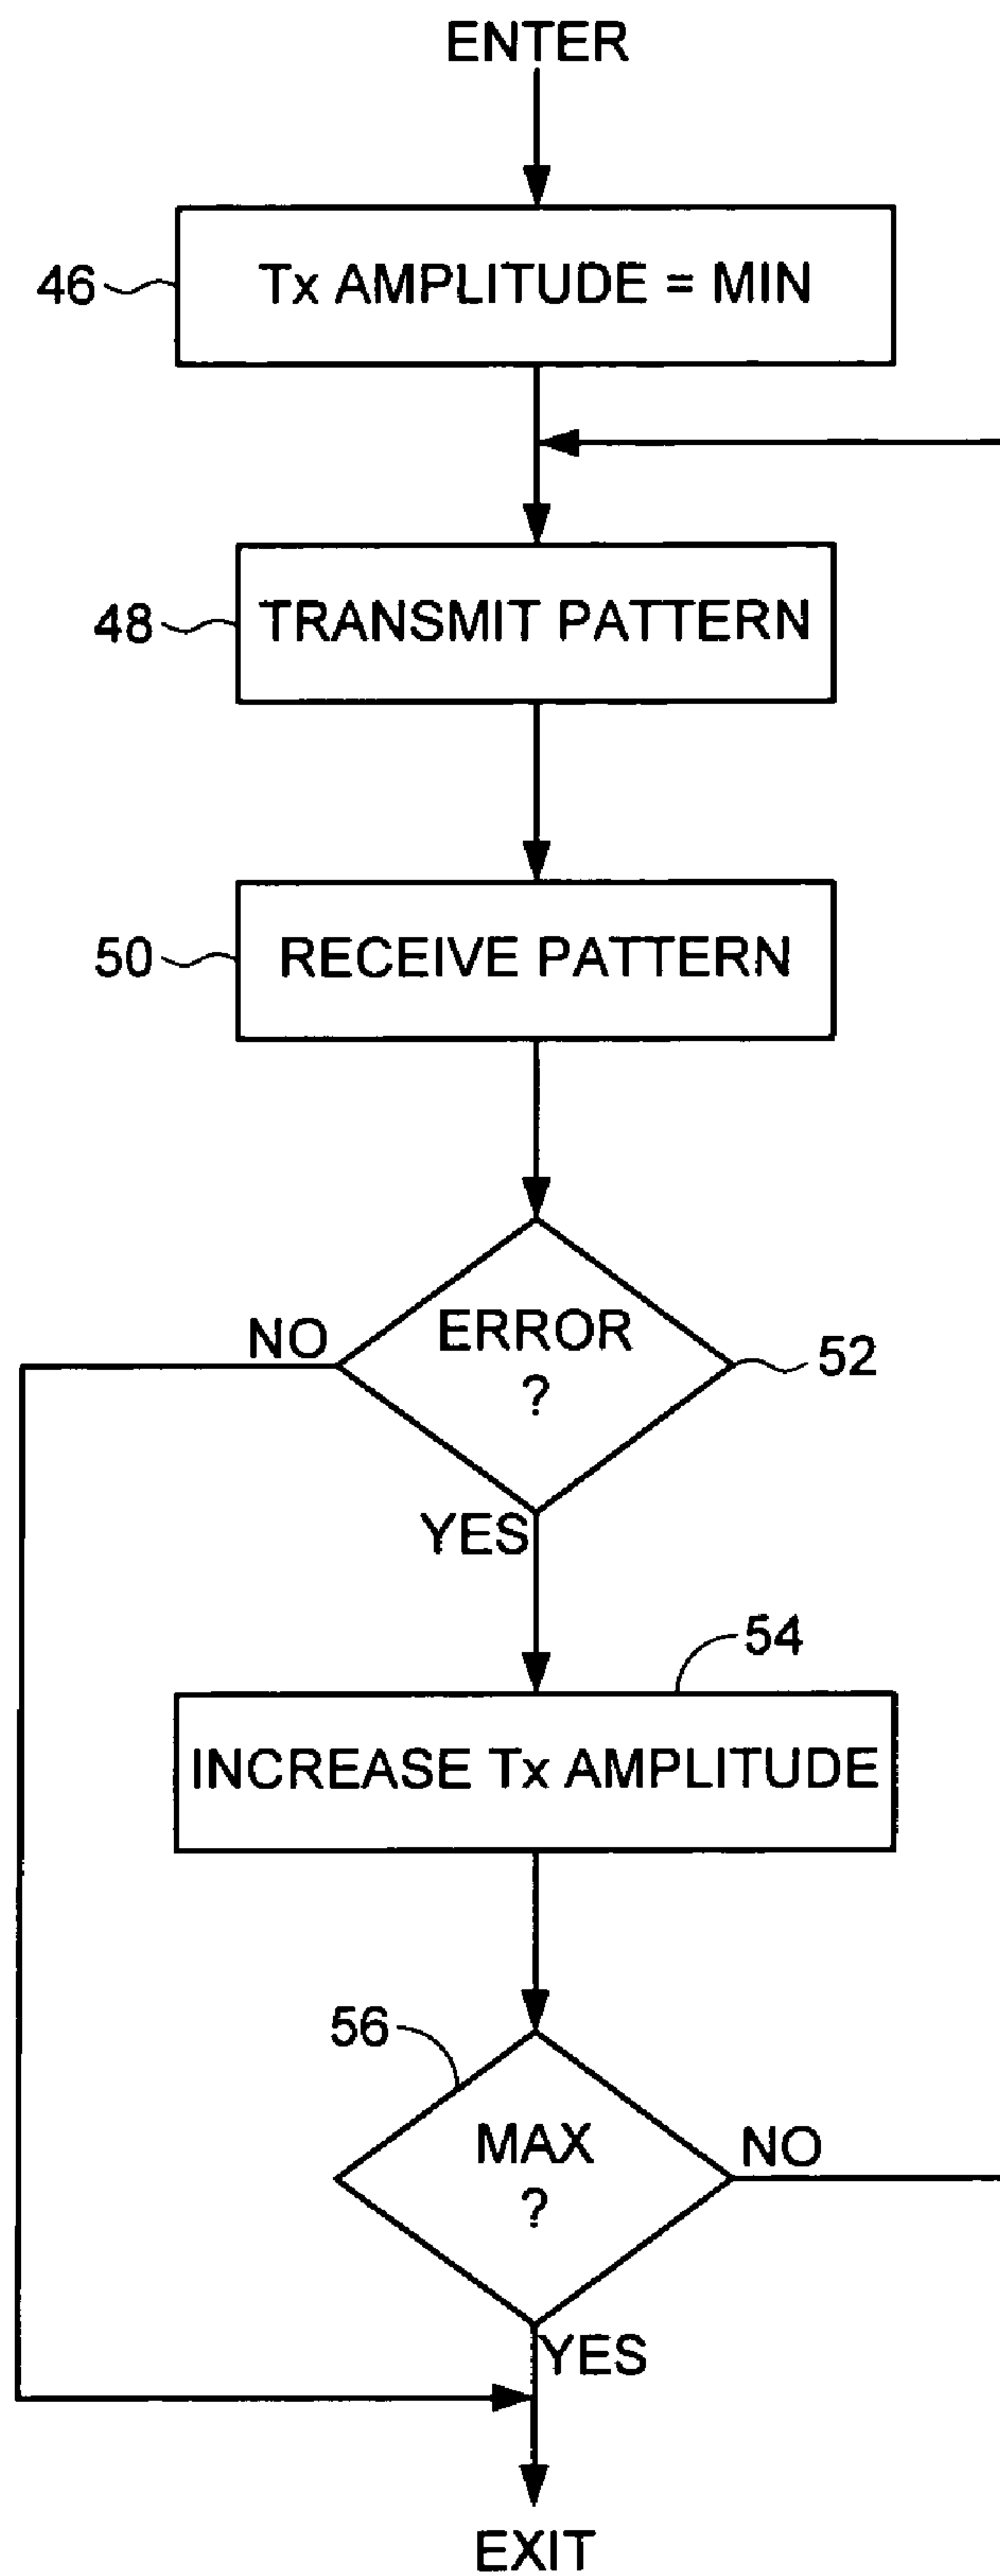 ENTER
46
Tx AMPLITUDE = MIN
48
TRANSMIT PATTERN
50
RECEIVE PATTERN
NO
ERROR
?
52
YES
54
INCREASE Tx AMPLITUDE
56
MAX
?
NO
YES
EXIT